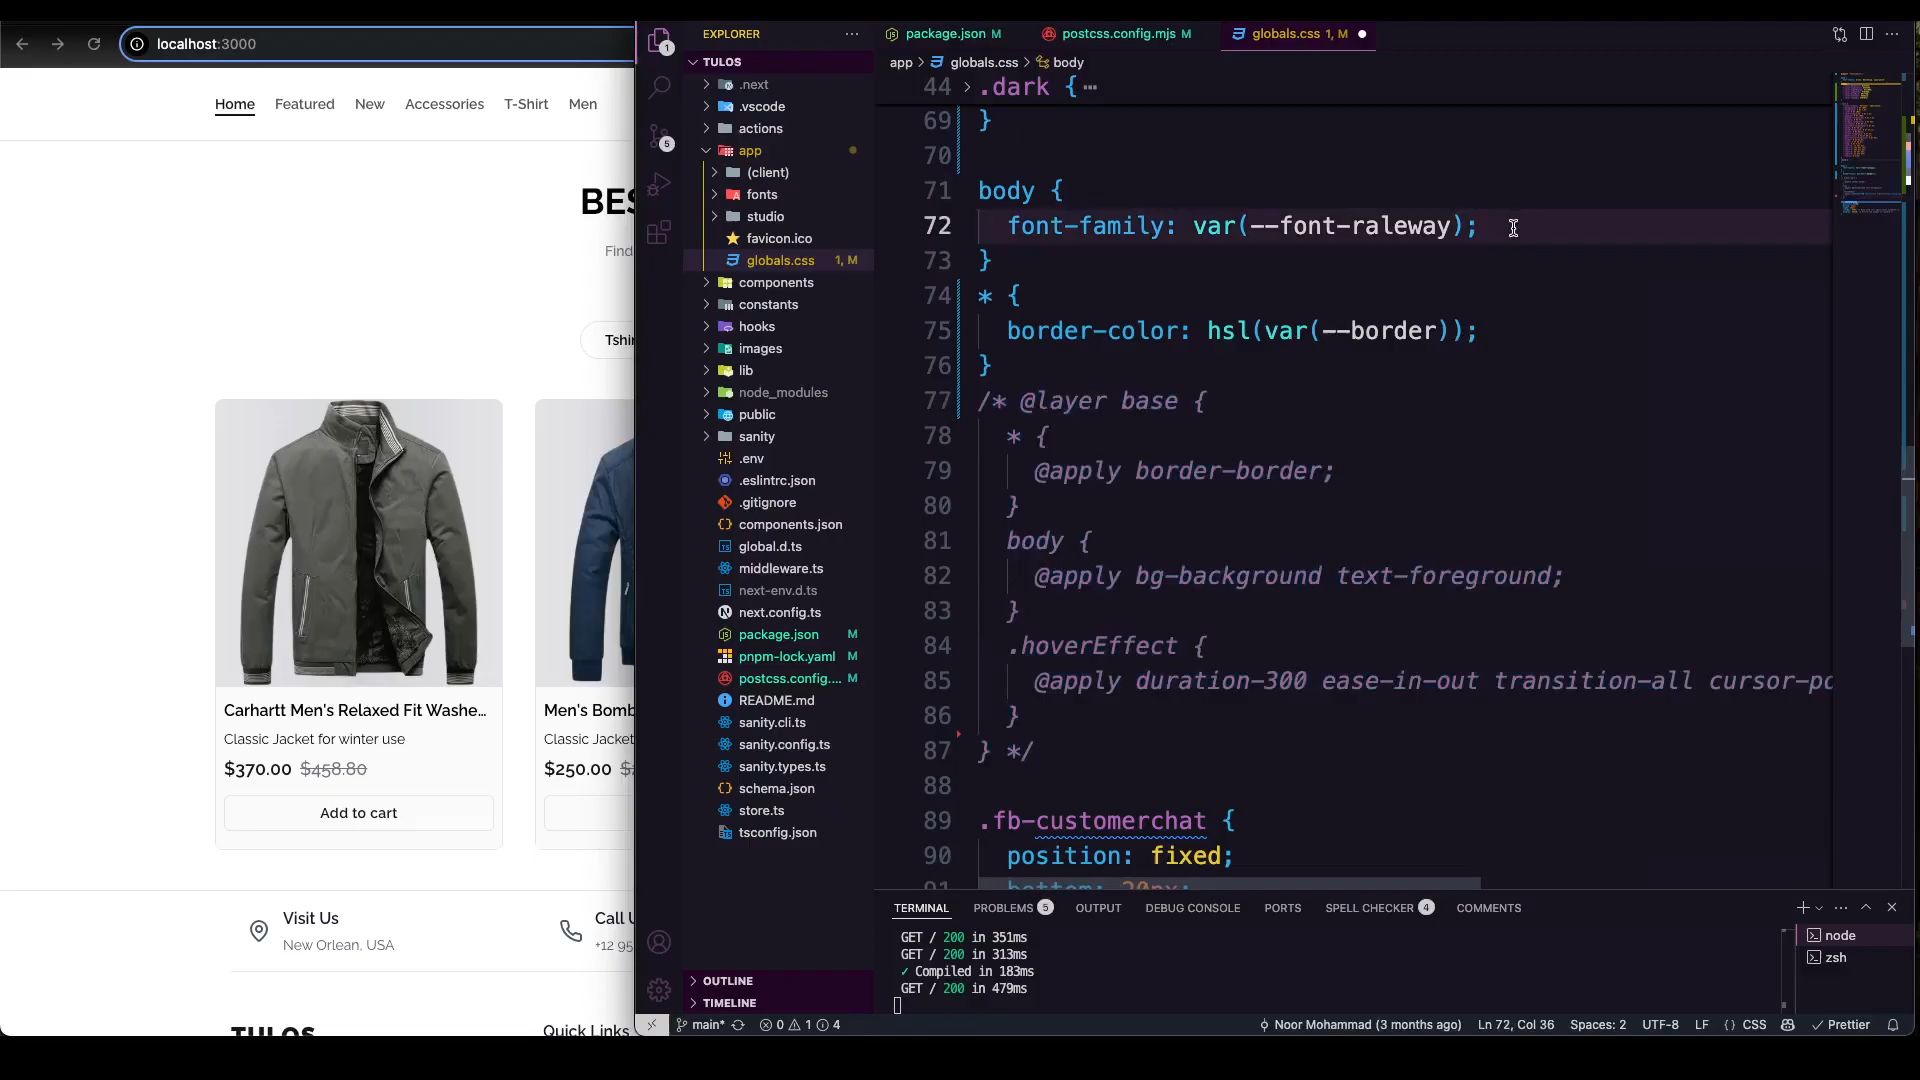 localhost:3000
Home Featured New Accessories T-Shirt Men
BES
Find
Tshir
Carhartt Men's Relaxed Fit Washe...
Classic Jacket for winter use
$370.00 $458.80
Add to cart
Men's Bomb
Classic Jacket
$250.00
Visit Us
New Orlean, USA
Call U
+12 95
TULOS
Quick Links
1
5
EXPLORER
TULOS
.next
.vscode
actions
app
(client)
fonts
studio
favicon.ico
globals.css 1, M
components
constants
hooks
images
lib
node_modules
public
sanity
.env
.eslintrc.json
.gitignore
components.json
global.d.ts
middleware.ts
next-env.d.ts
next.config.ts
package.json M
pnpm-lock.yaml M
postcss.config.... M
README.md
sanity.cli.ts
sanity.config.ts
sanity.types.ts
schema.json
store.ts
tsconfig.json
OUTLINE
TIMELINE
package.json M postcss.config.mjs M globals.css 1, M
app > globals.css > body
44 .dark {
69 }
70
71 body {
72 font-family: var(--font-raleway);
73 }
74 * {
75 border-color: hsl(var(--border));
76 }
77 /* @layer base {
78 * {
79 @apply border-border;
80 }
81 body {
82 @apply bg-background text-foreground;
83 }
84 .hoverEffect {
85 @apply duration-300 ease-in-out transition-all cursor-po
86 }
87 } */
88
89 .fb-customerchat {
90 position: fixed;
91 bottom: 20px;
TERMINAL PROBLEMS 5 OUTPUT DEBUG CONSOLE PORTS SPELL CHECKER 4 COMMENTS
GET / 200 in 351ms
GET / 200 in 313ms
✓ Compiled in 183ms
GET / 200 in 479ms
node
zsh
main* 0 1 4 Noor Mohammad (3 months ago) Ln 72, Col 36 Spaces: 2 UTF-8 LF {} CSS Prettier